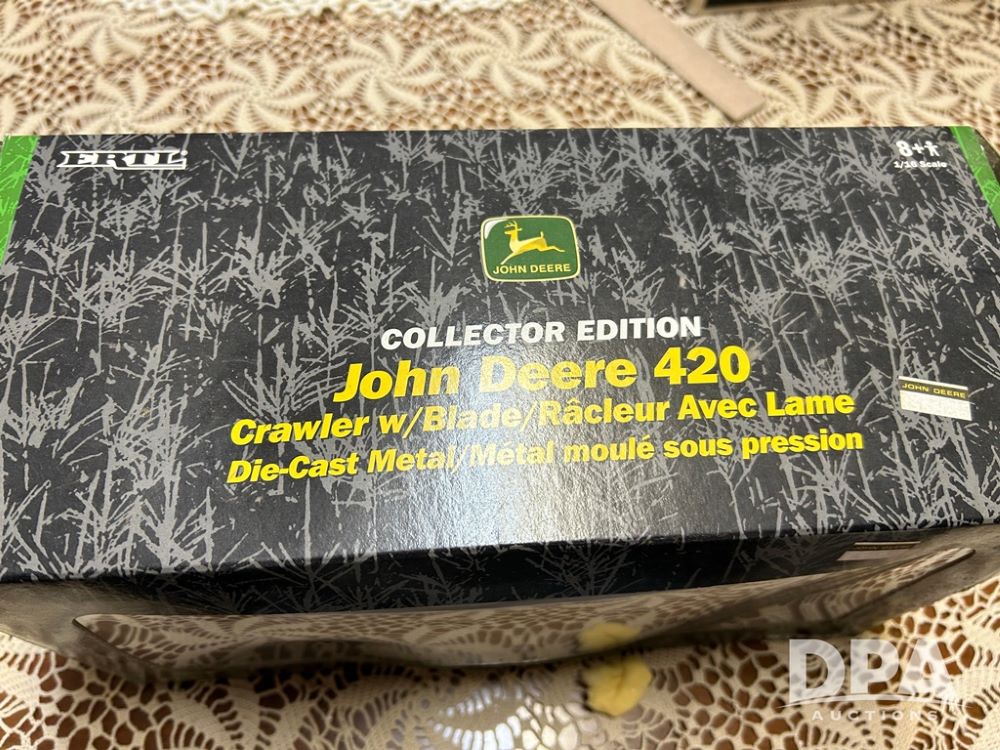 ERTL
8+
1/16 Scale
JOHN DEERE
COLLECTOR EDITION
John Deere 420
JOHN DEERE
Crawler w/Blade/Râcleur Avec Lame
Die-Cast Metal/Métal moulé sous pression
DPA
AUCTIONS